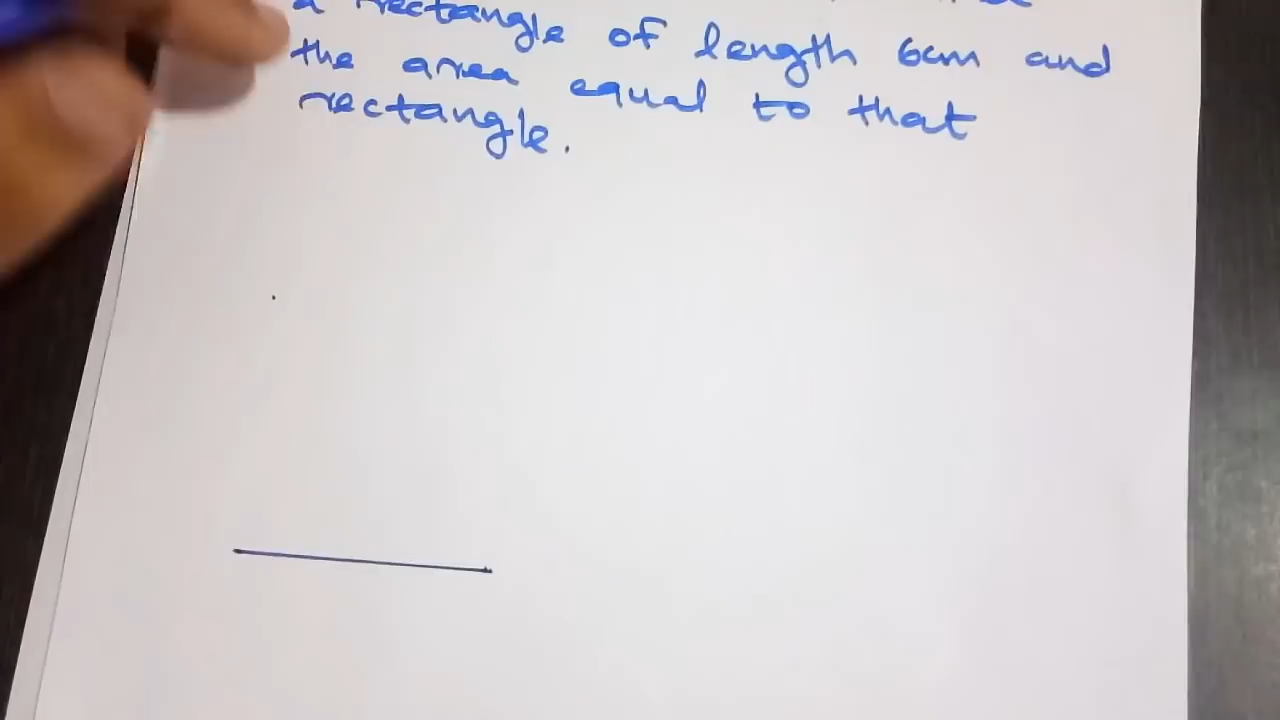 a rectangle of length 6cm and
the area equal to that
rectangle.